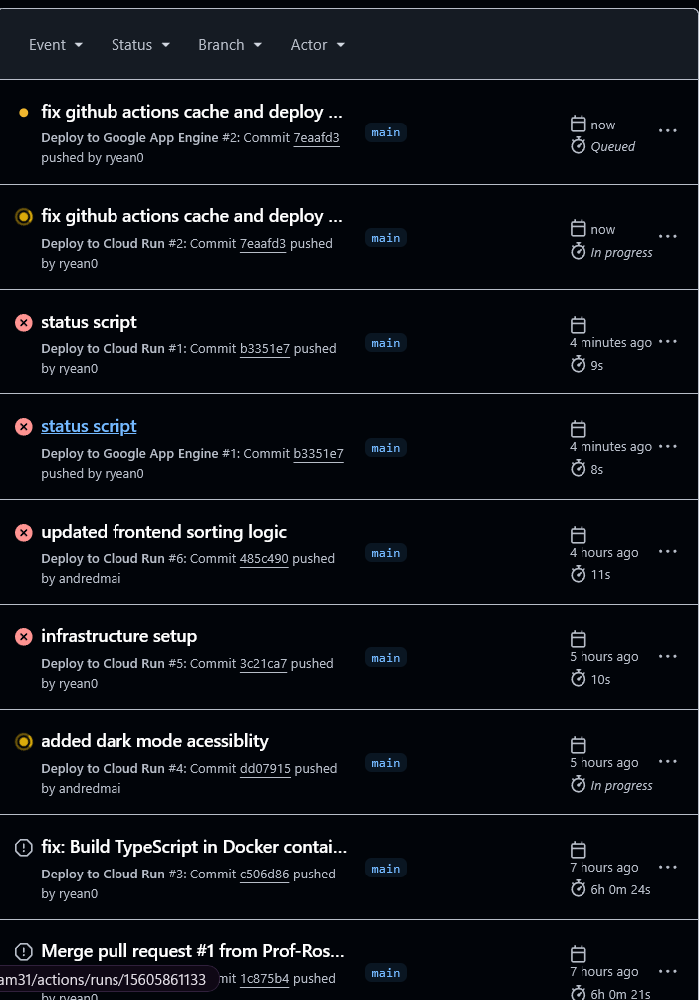 Event Status Branch Actor
fix github actions cache and deploy ...
Deploy to Google App Engine #2: Commit 7eaafd3
pushed by ryean0
main
now
Queued
fix github actions cache and deploy ...
Deploy to Cloud Run #2: Commit 7eaafd3 pushed
by ryean0
main
now
In progress
status script
Deploy to Cloud Run #1: Commit b3351e7 pushed
by ryean0
main
4 minutes ago
9s
status script
Deploy to Google App Engine #1: Commit b3351e7
pushed by ryean0
main
4 minutes ago
8s
updated frontend sorting logic
Deploy to Cloud Run #6: Commit 485c490 pushed
by andredmai
main
4 hours ago
11s
infrastructure setup
Deploy to Cloud Run #5: Commit 3c21ca7 pushed
by ryean0
main
5 hours ago
10s
added dark mode acessiblity
Deploy to Cloud Run #4: Commit dd07915 pushed
by andredmai
main
5 hours ago
In progress
fix: Build TypeScript in Docker contai...
Deploy to Cloud Run #3: Commit c506d86 pushed
by ryean0
main
7 hours ago
6h 0m 24s
Merge pull request #1 from Prof-Ros...
am31/actions/runs/15605861133 mit 1c875b4 pushed
by ryean0
main
7 hours ago
6h 0m 21s